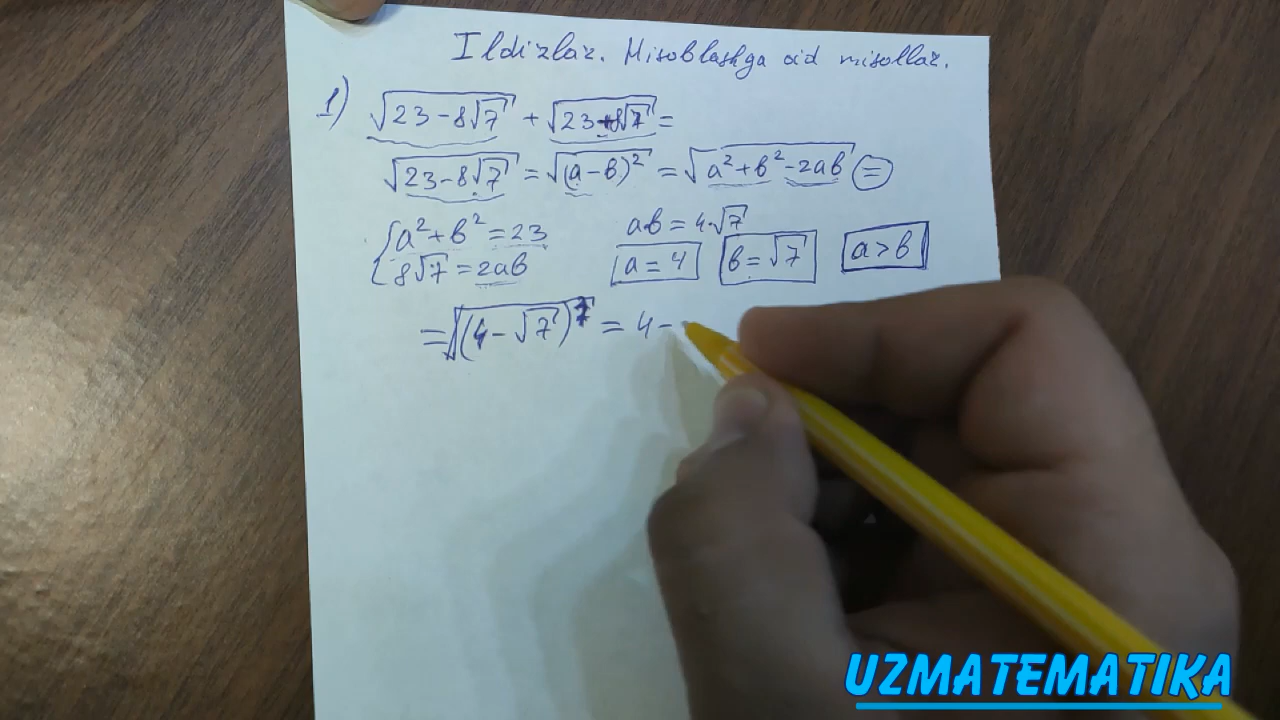 Ildizlar. Hisoblashga oid misollar.
1) √(23-8√7) + √(23+8√7) =
√(23-8√7) = √(a-b)² = √(a²+b²-2ab) =
{a²+b²=23 ab=4·√7
{8√7=2ab a=4 b=√7 a>b
=√(4-√7)² = 4-
UZMATEMATIKA